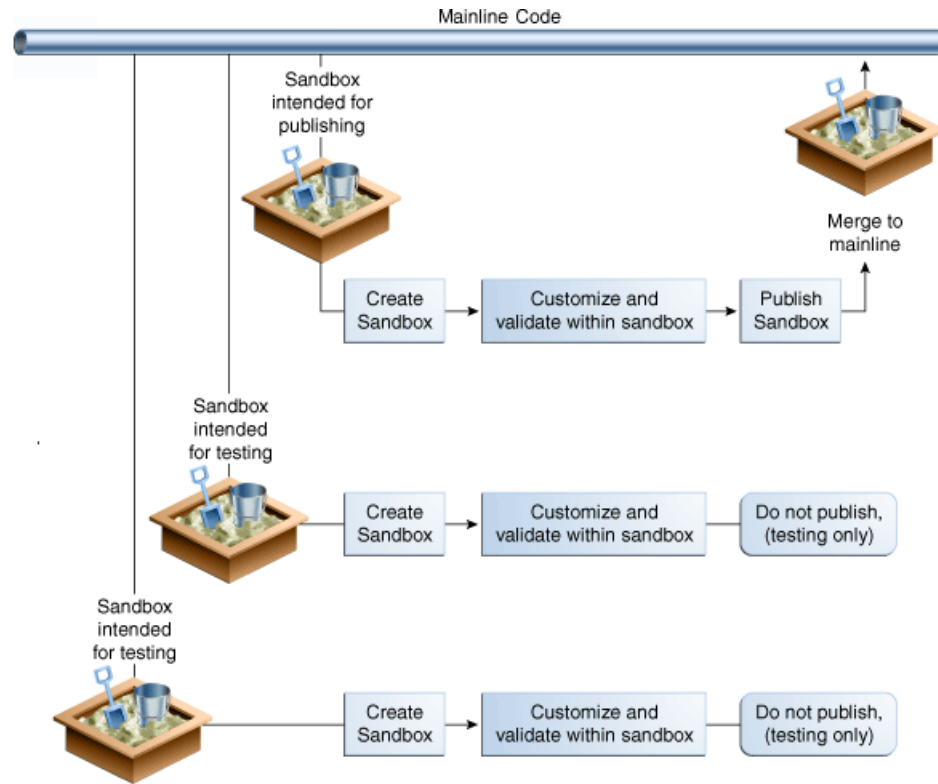 Mainline Code
Sandbox
intended for
publishing
Merge to
mainline
Create
Sandbox
Customize and
validate within sandbox
Publish
Sandbox
Sandbox
intended
for testing
Create
Sandbox
Customize and
validate within sandbox
Do not publish,
(testing only)
Sandbox
intended
for testing
Create
Sandbox
Customize and
validate within sandbox
Do not publish,
(testing only)